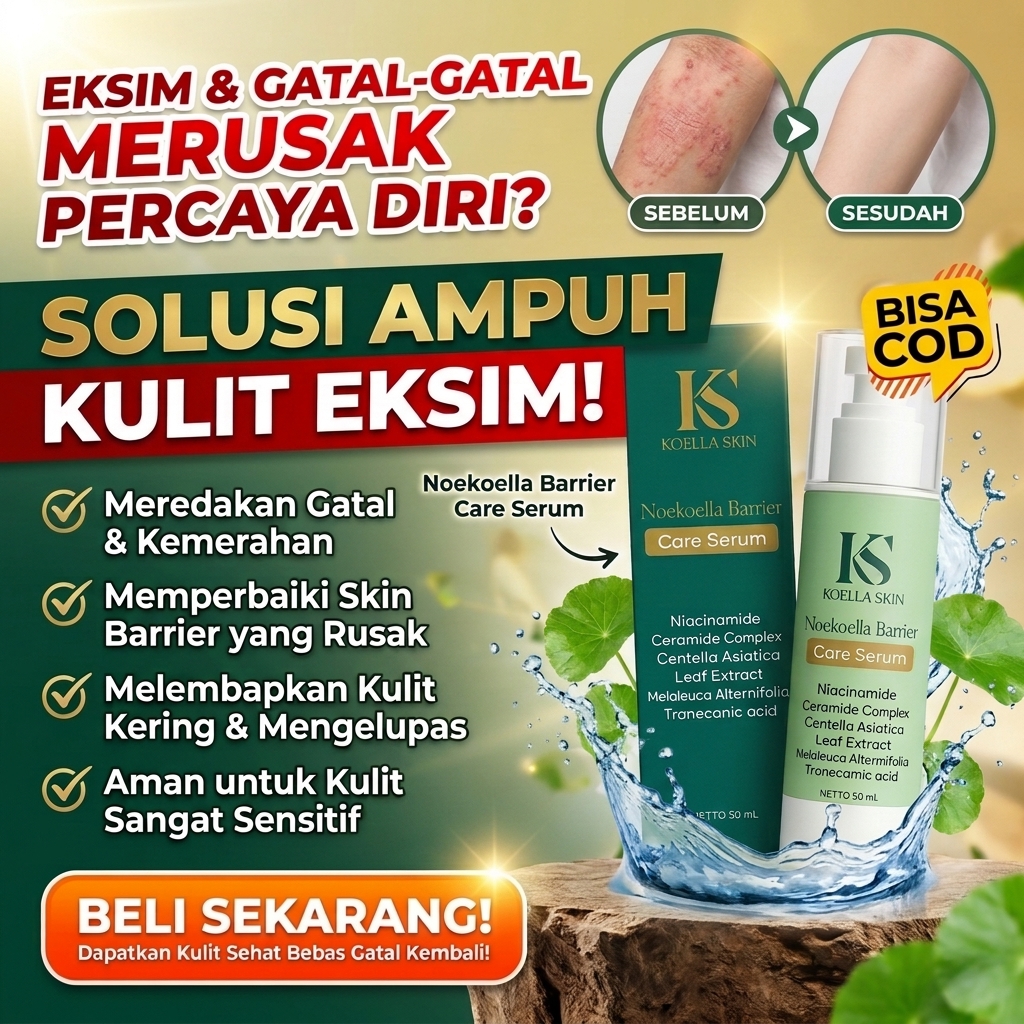 EKSIM & GATAL-GATAL
MERUSAK
PERCAYA DIRI?
SEBELUM
SESUDAH
SOLUSI AMPUH
KULIT EKSIM!
BISA
COD
Meredakan Gatal
& Kemerahan
Memperbaiki Skin
Barrier yang Rusak
Melembapkan Kulit
Kering & Mengelupas
Aman untuk Kulit
Sangat Sensitif
Noekoella Barrier
Care Serum
KS
KOELLA SKIN
Noekoella Barrier
Care Serum
Niacinamide
Ceramide Complex
Centella Asiatica
Leaf Extract
Melaleuca Alternifolia
Tranecanic acid
NETTO 50 mL
KS
KOELLA SKIN
Noekoella Barrier
Care Serum
Niacinamide
Ceramide Complex
Centella Asiatica
Leaf Extract
Melaleuca Altermifolia
Tronecamic acid
NETTO 50 mL
BELI SEKARANG!
Dapatkan Kulit Sehat Bebas Gatal Kembali!